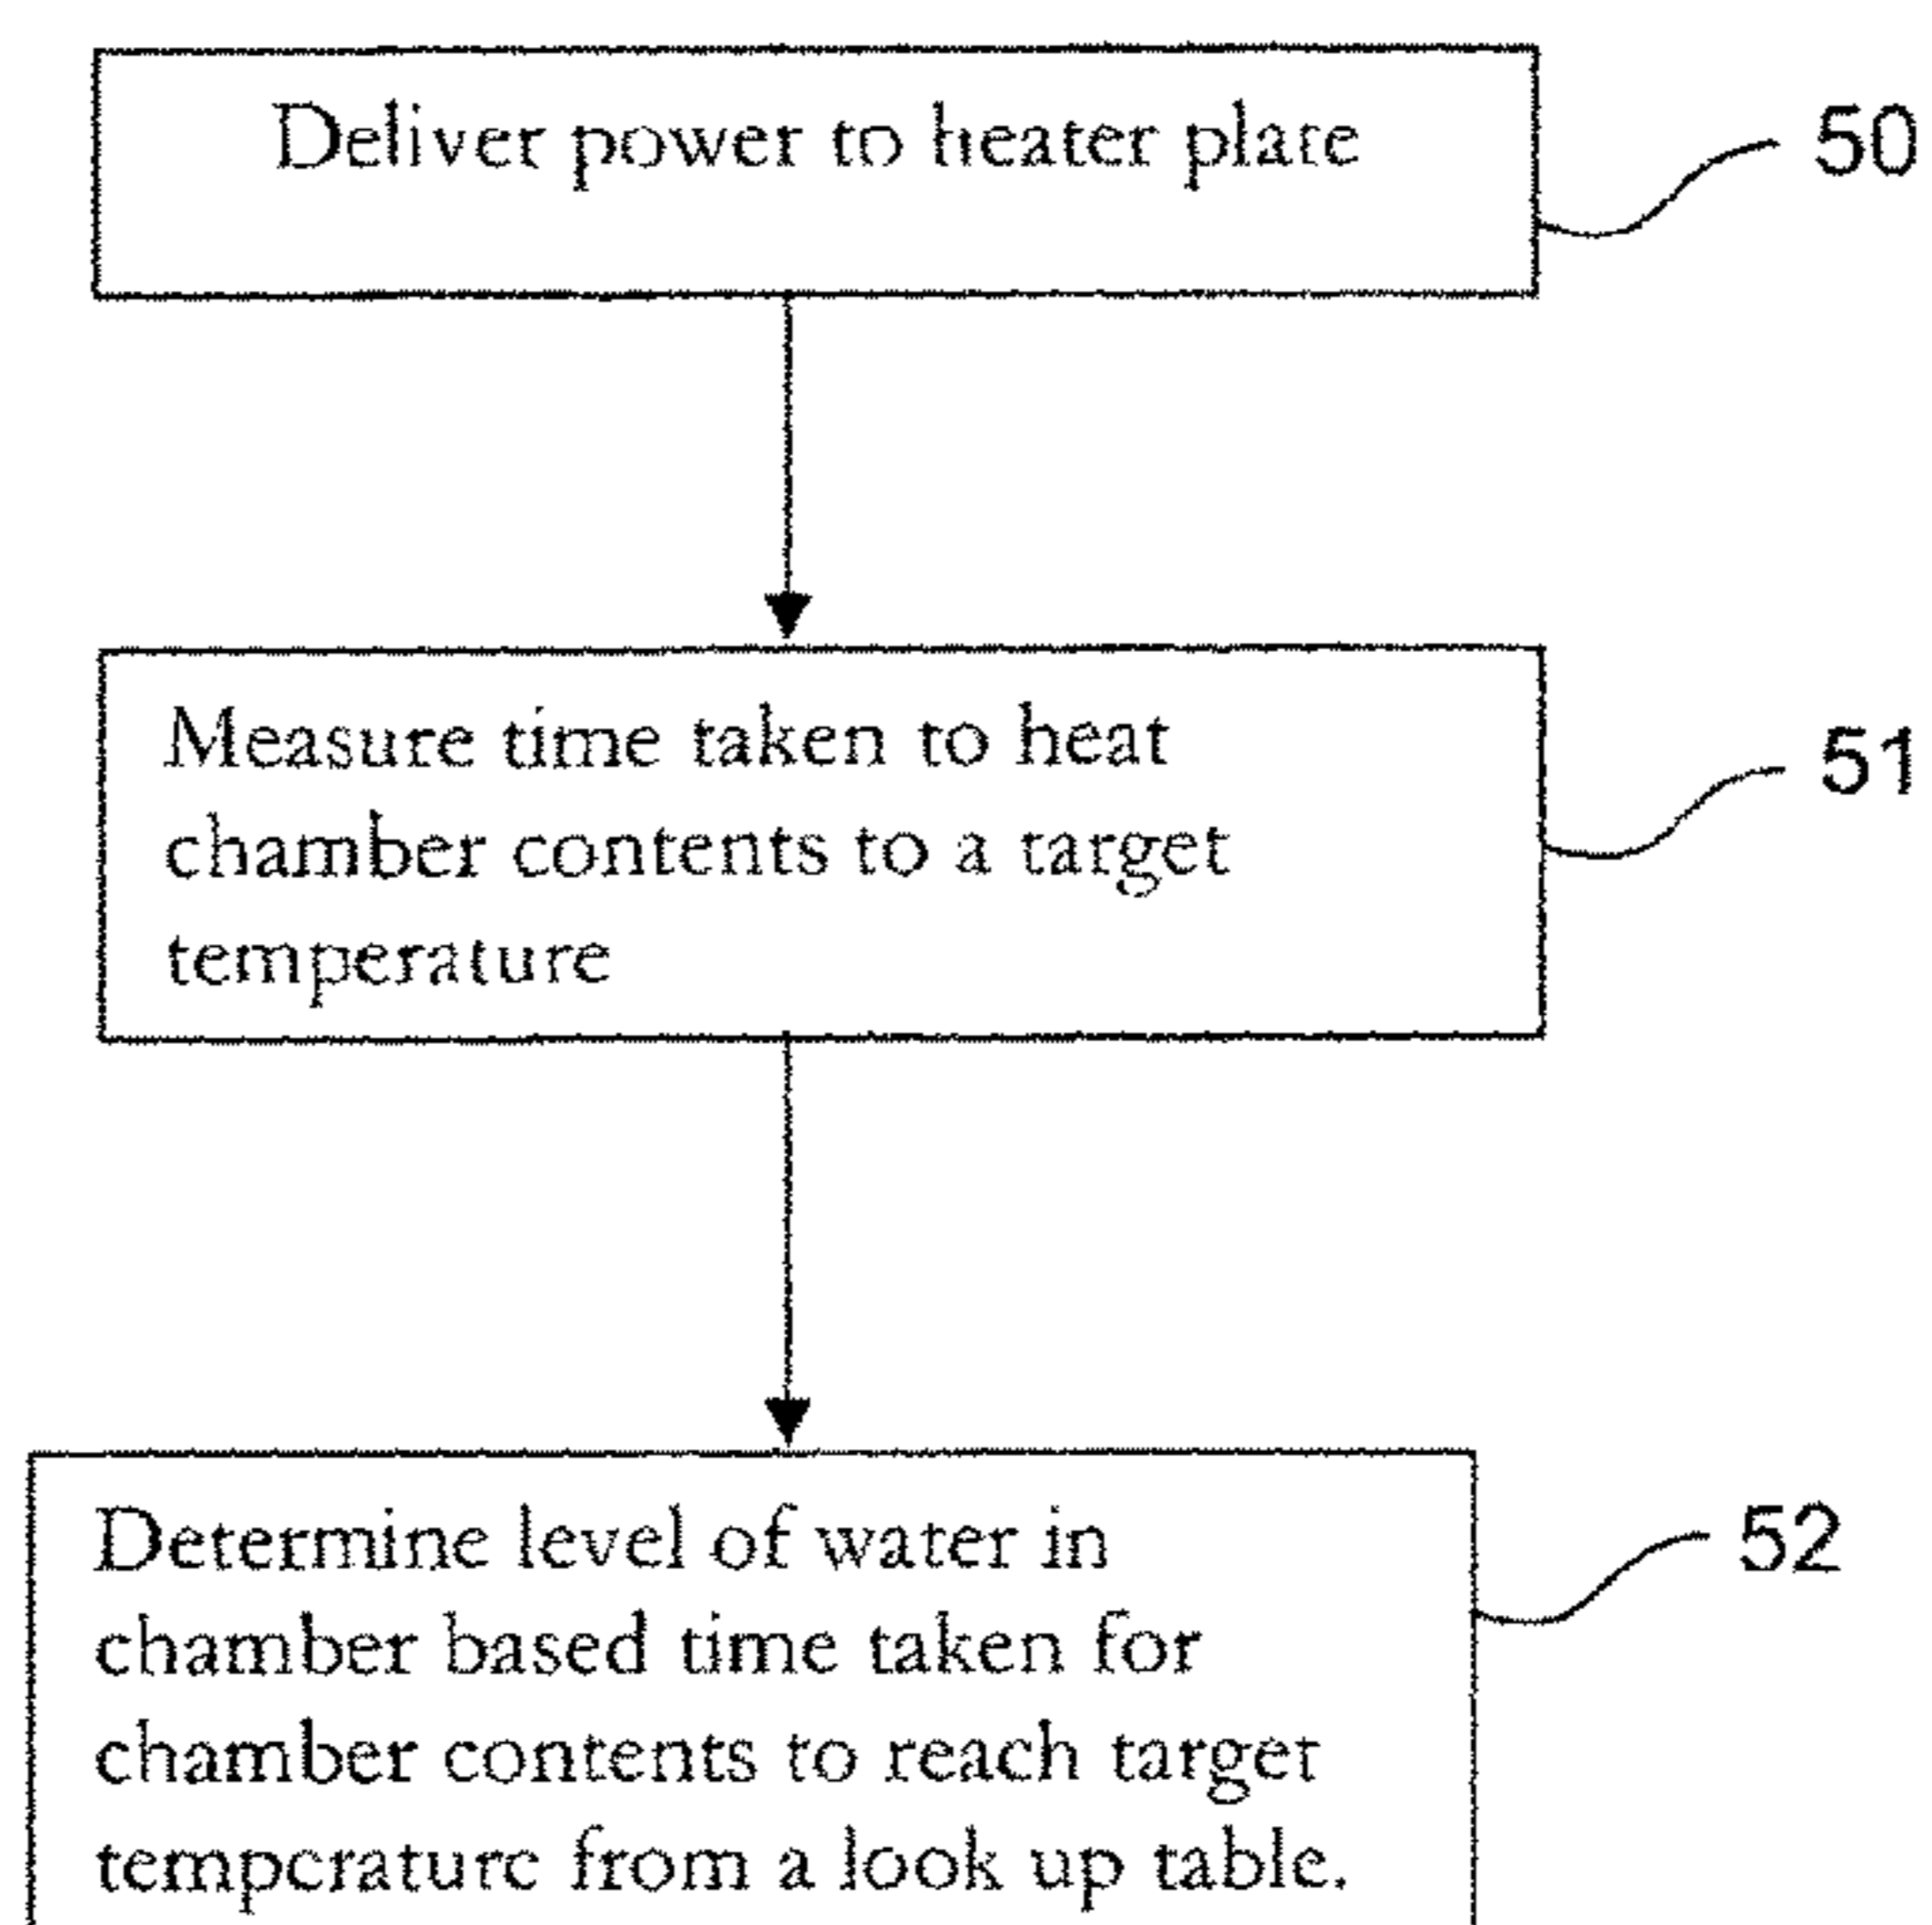 Deliver power to heater plate
50
Measure time taken to heat
chamber contents to a target
temperature
51
Determine level of water in
chamber based time taken for
chamber contents to reach target
temperature from a look up table.
52